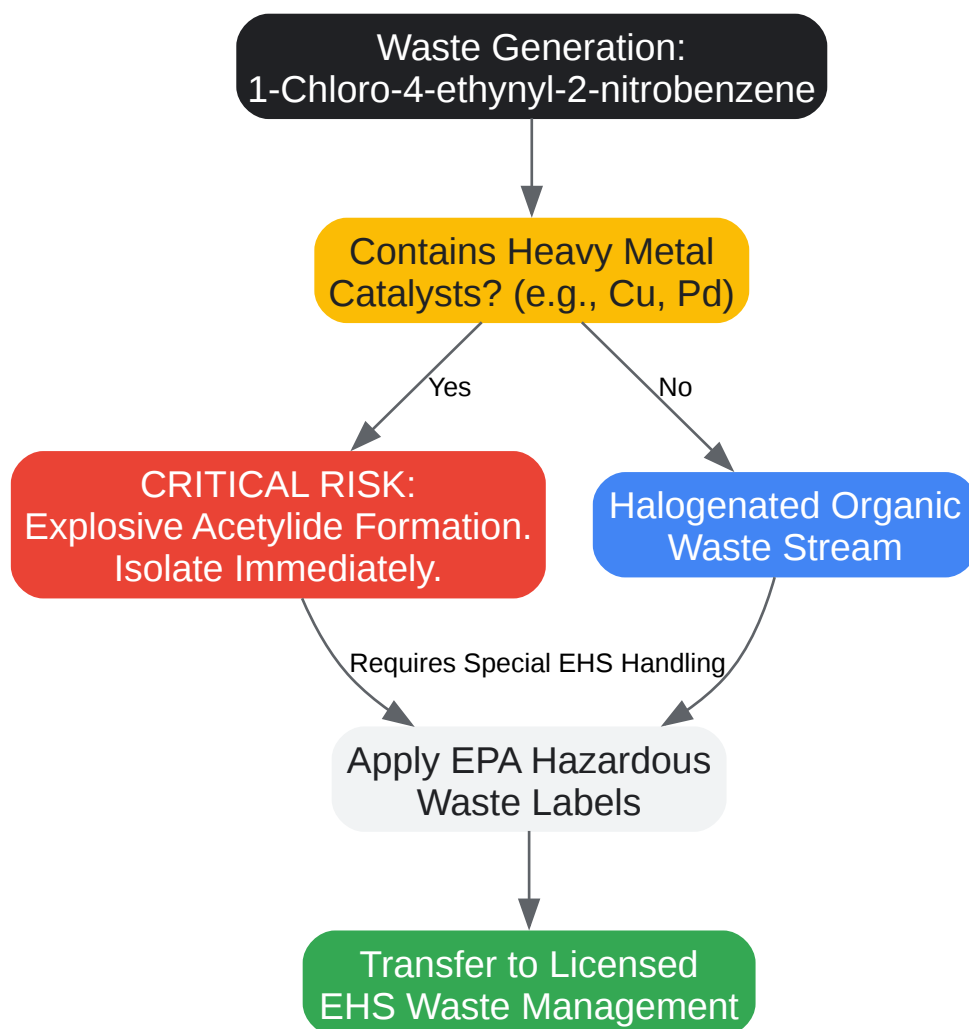 Waste Generation:
1-Chloro-4-ethynyl-2-nitrobenzene
Contains Heavy Metal
Catalysts? (e.g., Cu, Pd)
Yes
No
CRITICAL RISK:
Explosive Acetylide Formation.
Isolate Immediately.
Halogenated Organic
Waste Stream
Requires Special EHS Handling
Apply EPA Hazardous
Waste Labels
Transfer to Licensed
EHS Waste Management